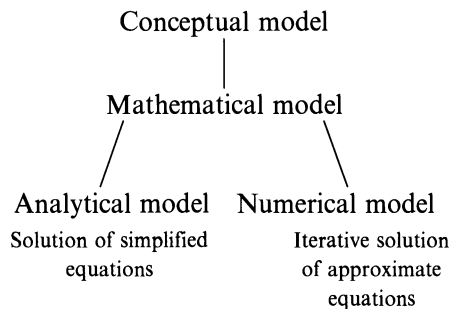 Conceptual model
Mathematical model
Analytical model
Solution of simplified
equations
Numerical model
Iterative solution
of approximate
equations